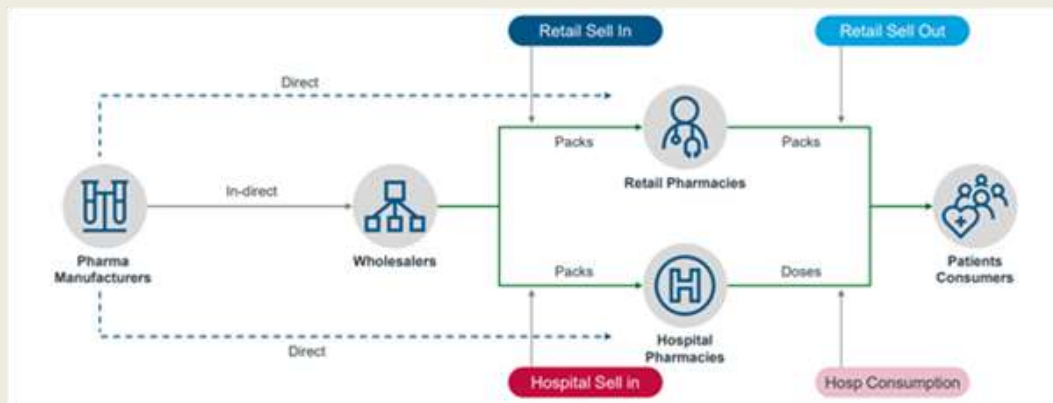 Retail Sell In
Retail Sell Out
Direct
Packs
Packs
Retail Pharmacies
In-direct
Pharma
Manufacturers
Wholesalers
Patients
Consumers
Packs
Doses
Hospital
Pharmacies
Direct
Hospital Sell in
Hosp Consumption